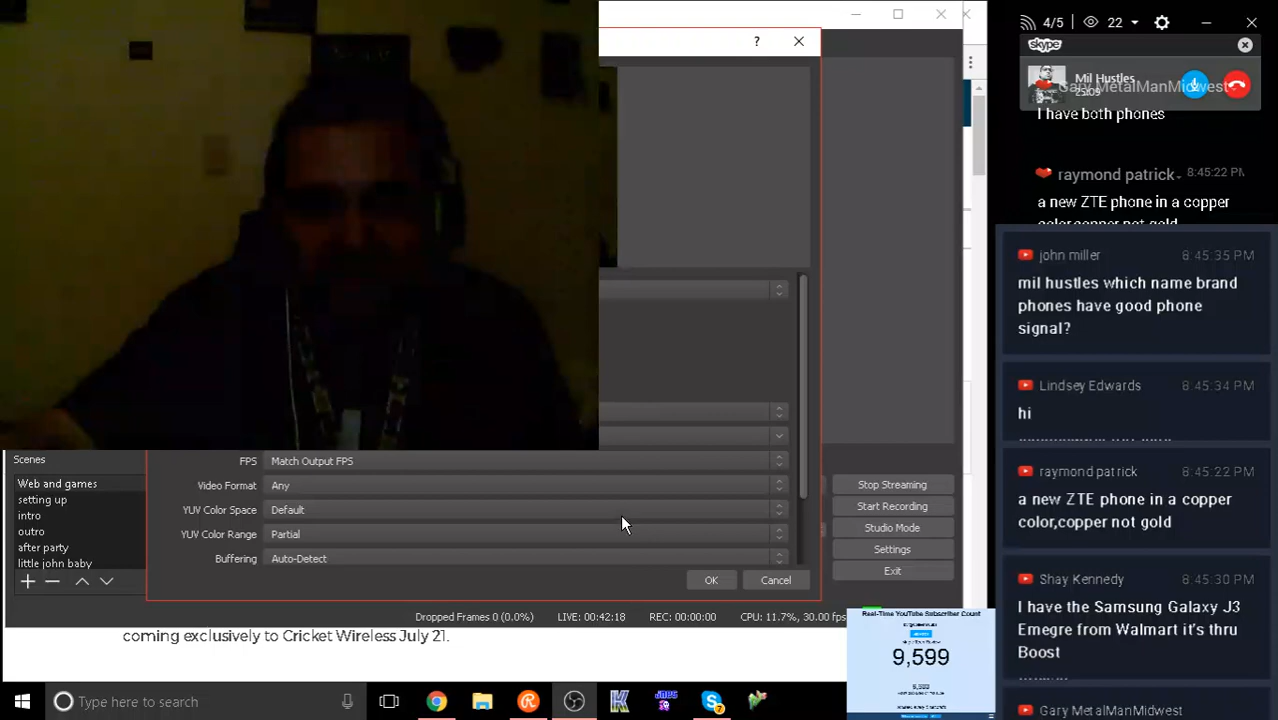 ?
4/5 22
skype
Mil Hustles
Gary MetalManMidwest
I have both phones
raymond patrick 8:45:22 PM
a new ZTE phone in a copper
color,copper not gold
john miller 8:45:35 PM
mil hustles which name brand
phones have good phone
signal?
Lindsey Edwards 8:45:34 PM
hi
raymond patrick 8:45:22 PM
a new ZTE phone in a copper
color,copper not gold
Shay Kennedy 8:45:30 PM
I have the Samsung Galaxy J3
Emegre from Walmart it's thru
Boost
Gary MetalManMidwest
Scenes
Web and games
setting up
intro
outro
after party
little john baby
FPS Match Output FPS
Video Format Any
YUV Color Space Default
YUV Color Range Partial
Buffering Auto-Detect
OK Cancel
Stop Streaming
Start Recording
Studio Mode
Settings
Exit
Dropped Frames 0 (0.0%) LIVE: 00:42:18 REC: 00:00:00 CPU: 11.7%, 30.00 fps
coming exclusively to Cricket Wireless July 21.
Real-Time YouTube Subscriber Count
9,599
Type here to search